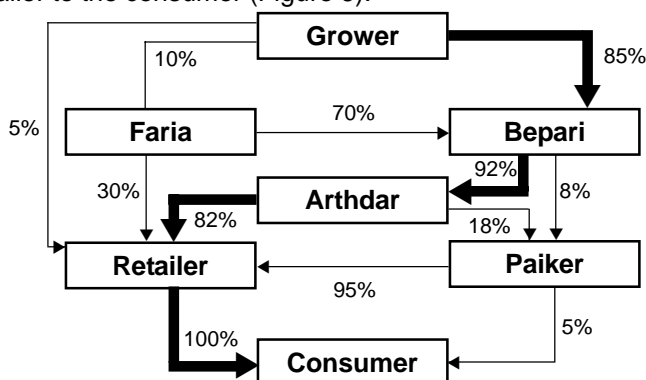 ailer to the consumer (Figure 3).
Grower
10%
85%
5%
Faria
70%
Bepari
92%
30%
Arthdar
8%
82%
18%
Retailer
Paiker
95%
100%
5%
Consumer